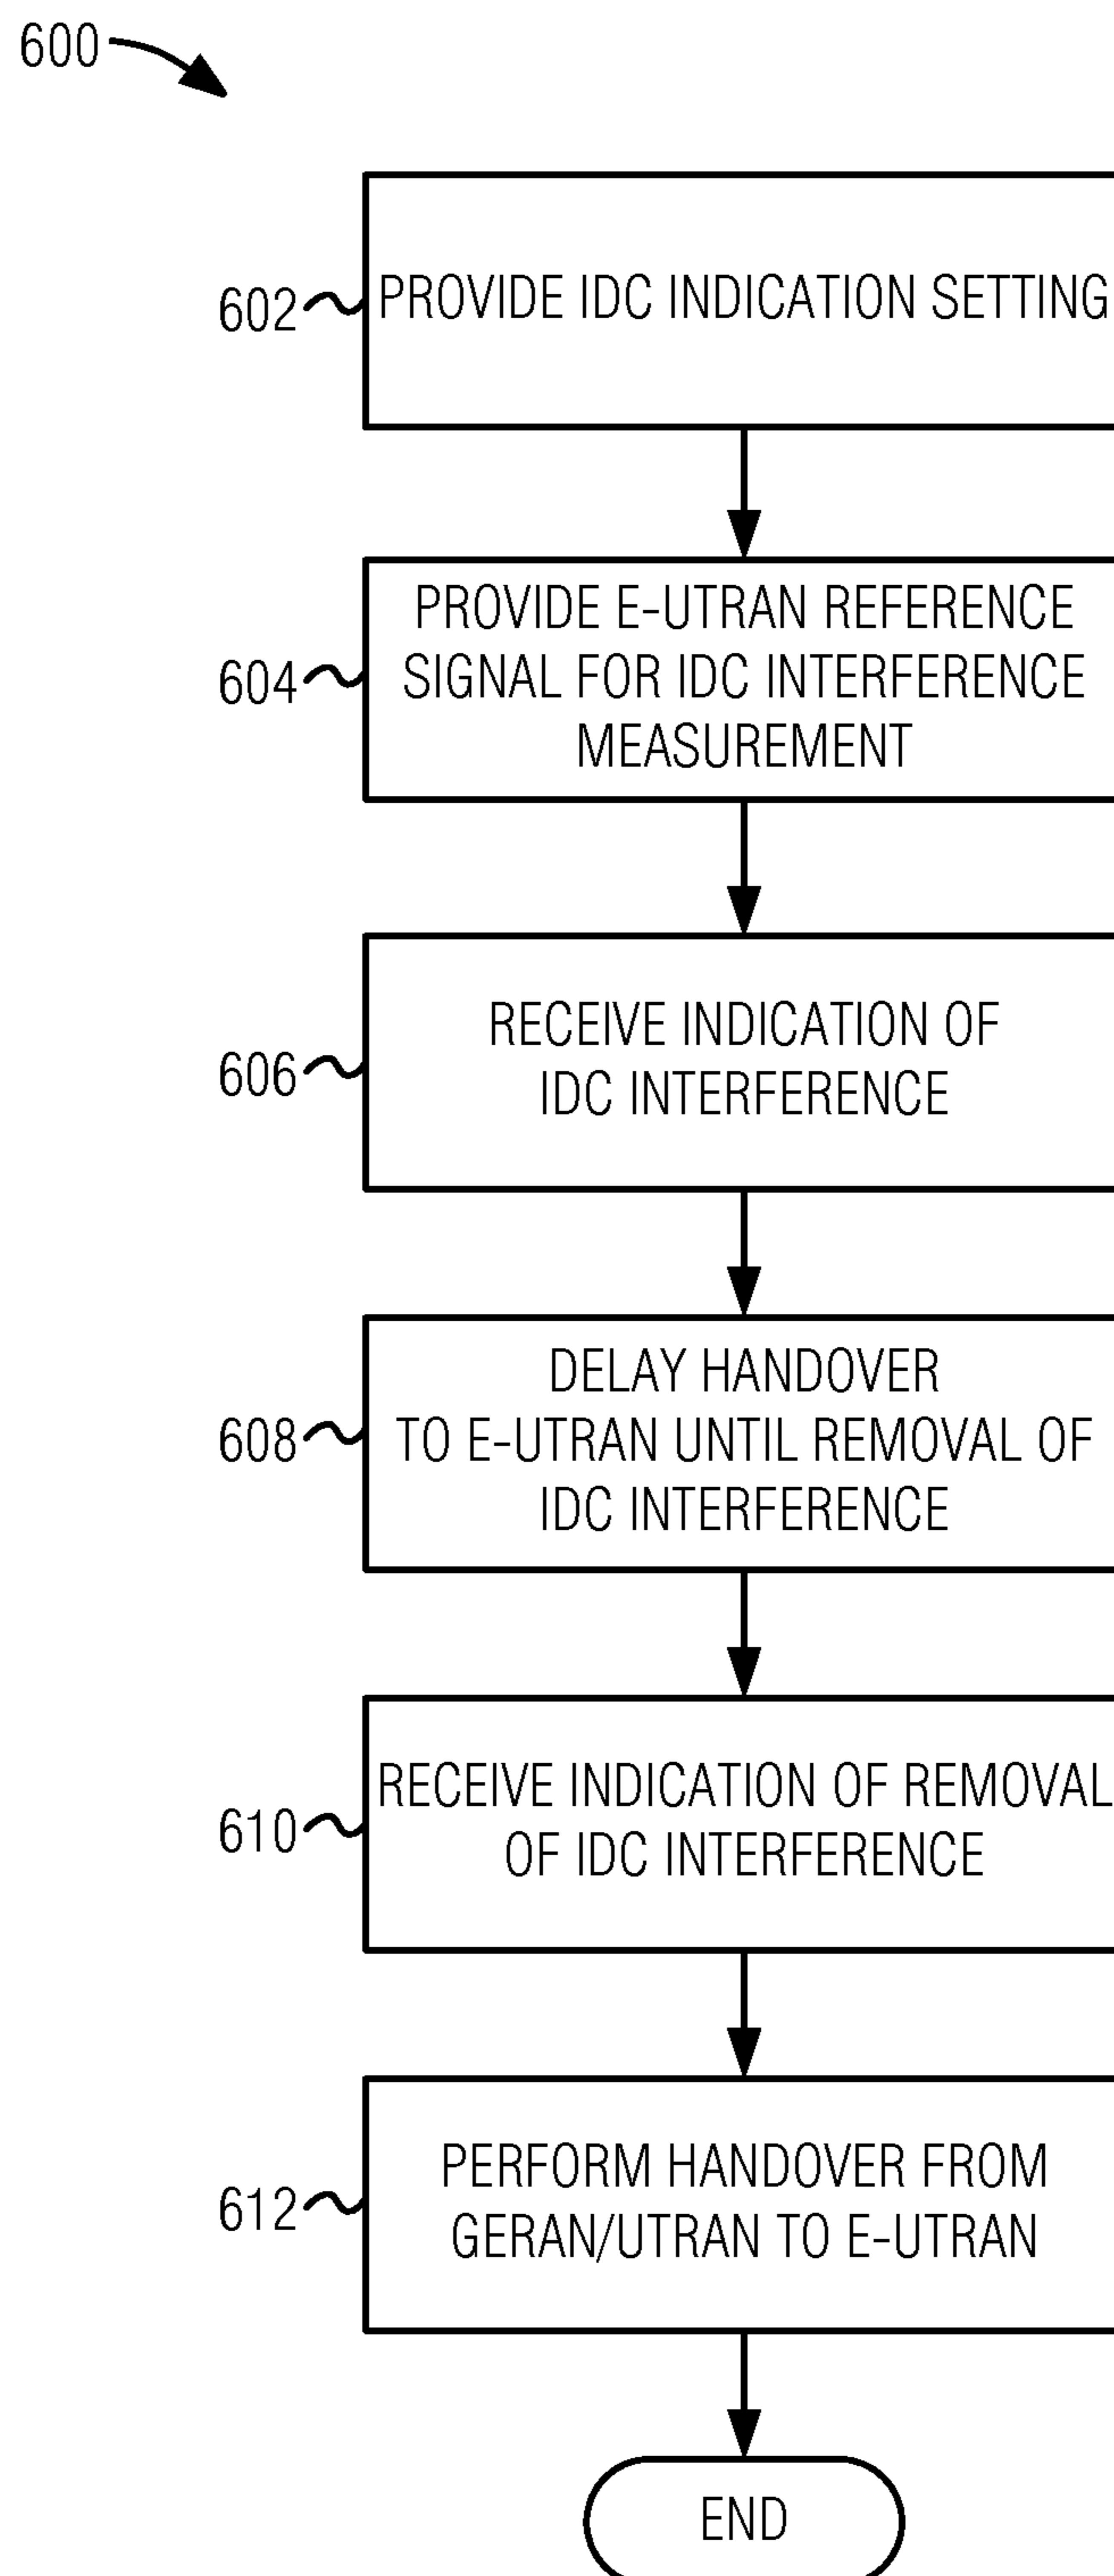 600
602
PROVIDE IDC INDICATION SETTING
604
PROVIDE E-UTRAN REFERENCE
SIGNAL FOR IDC INTERFERENCE
MEASUREMENT
606
RECEIVE INDICATION OF
IDC INTERFERENCE
608
DELAY HANDOVER
TO E-UTRAN UNTIL REMOVAL OF
IDC INTERFERENCE
610
RECEIVE INDICATION OF REMOVAL
OF IDC INTERFERENCE
612
PERFORM HANDOVER FROM
GERAN/UTRAN TO E-UTRAN
END